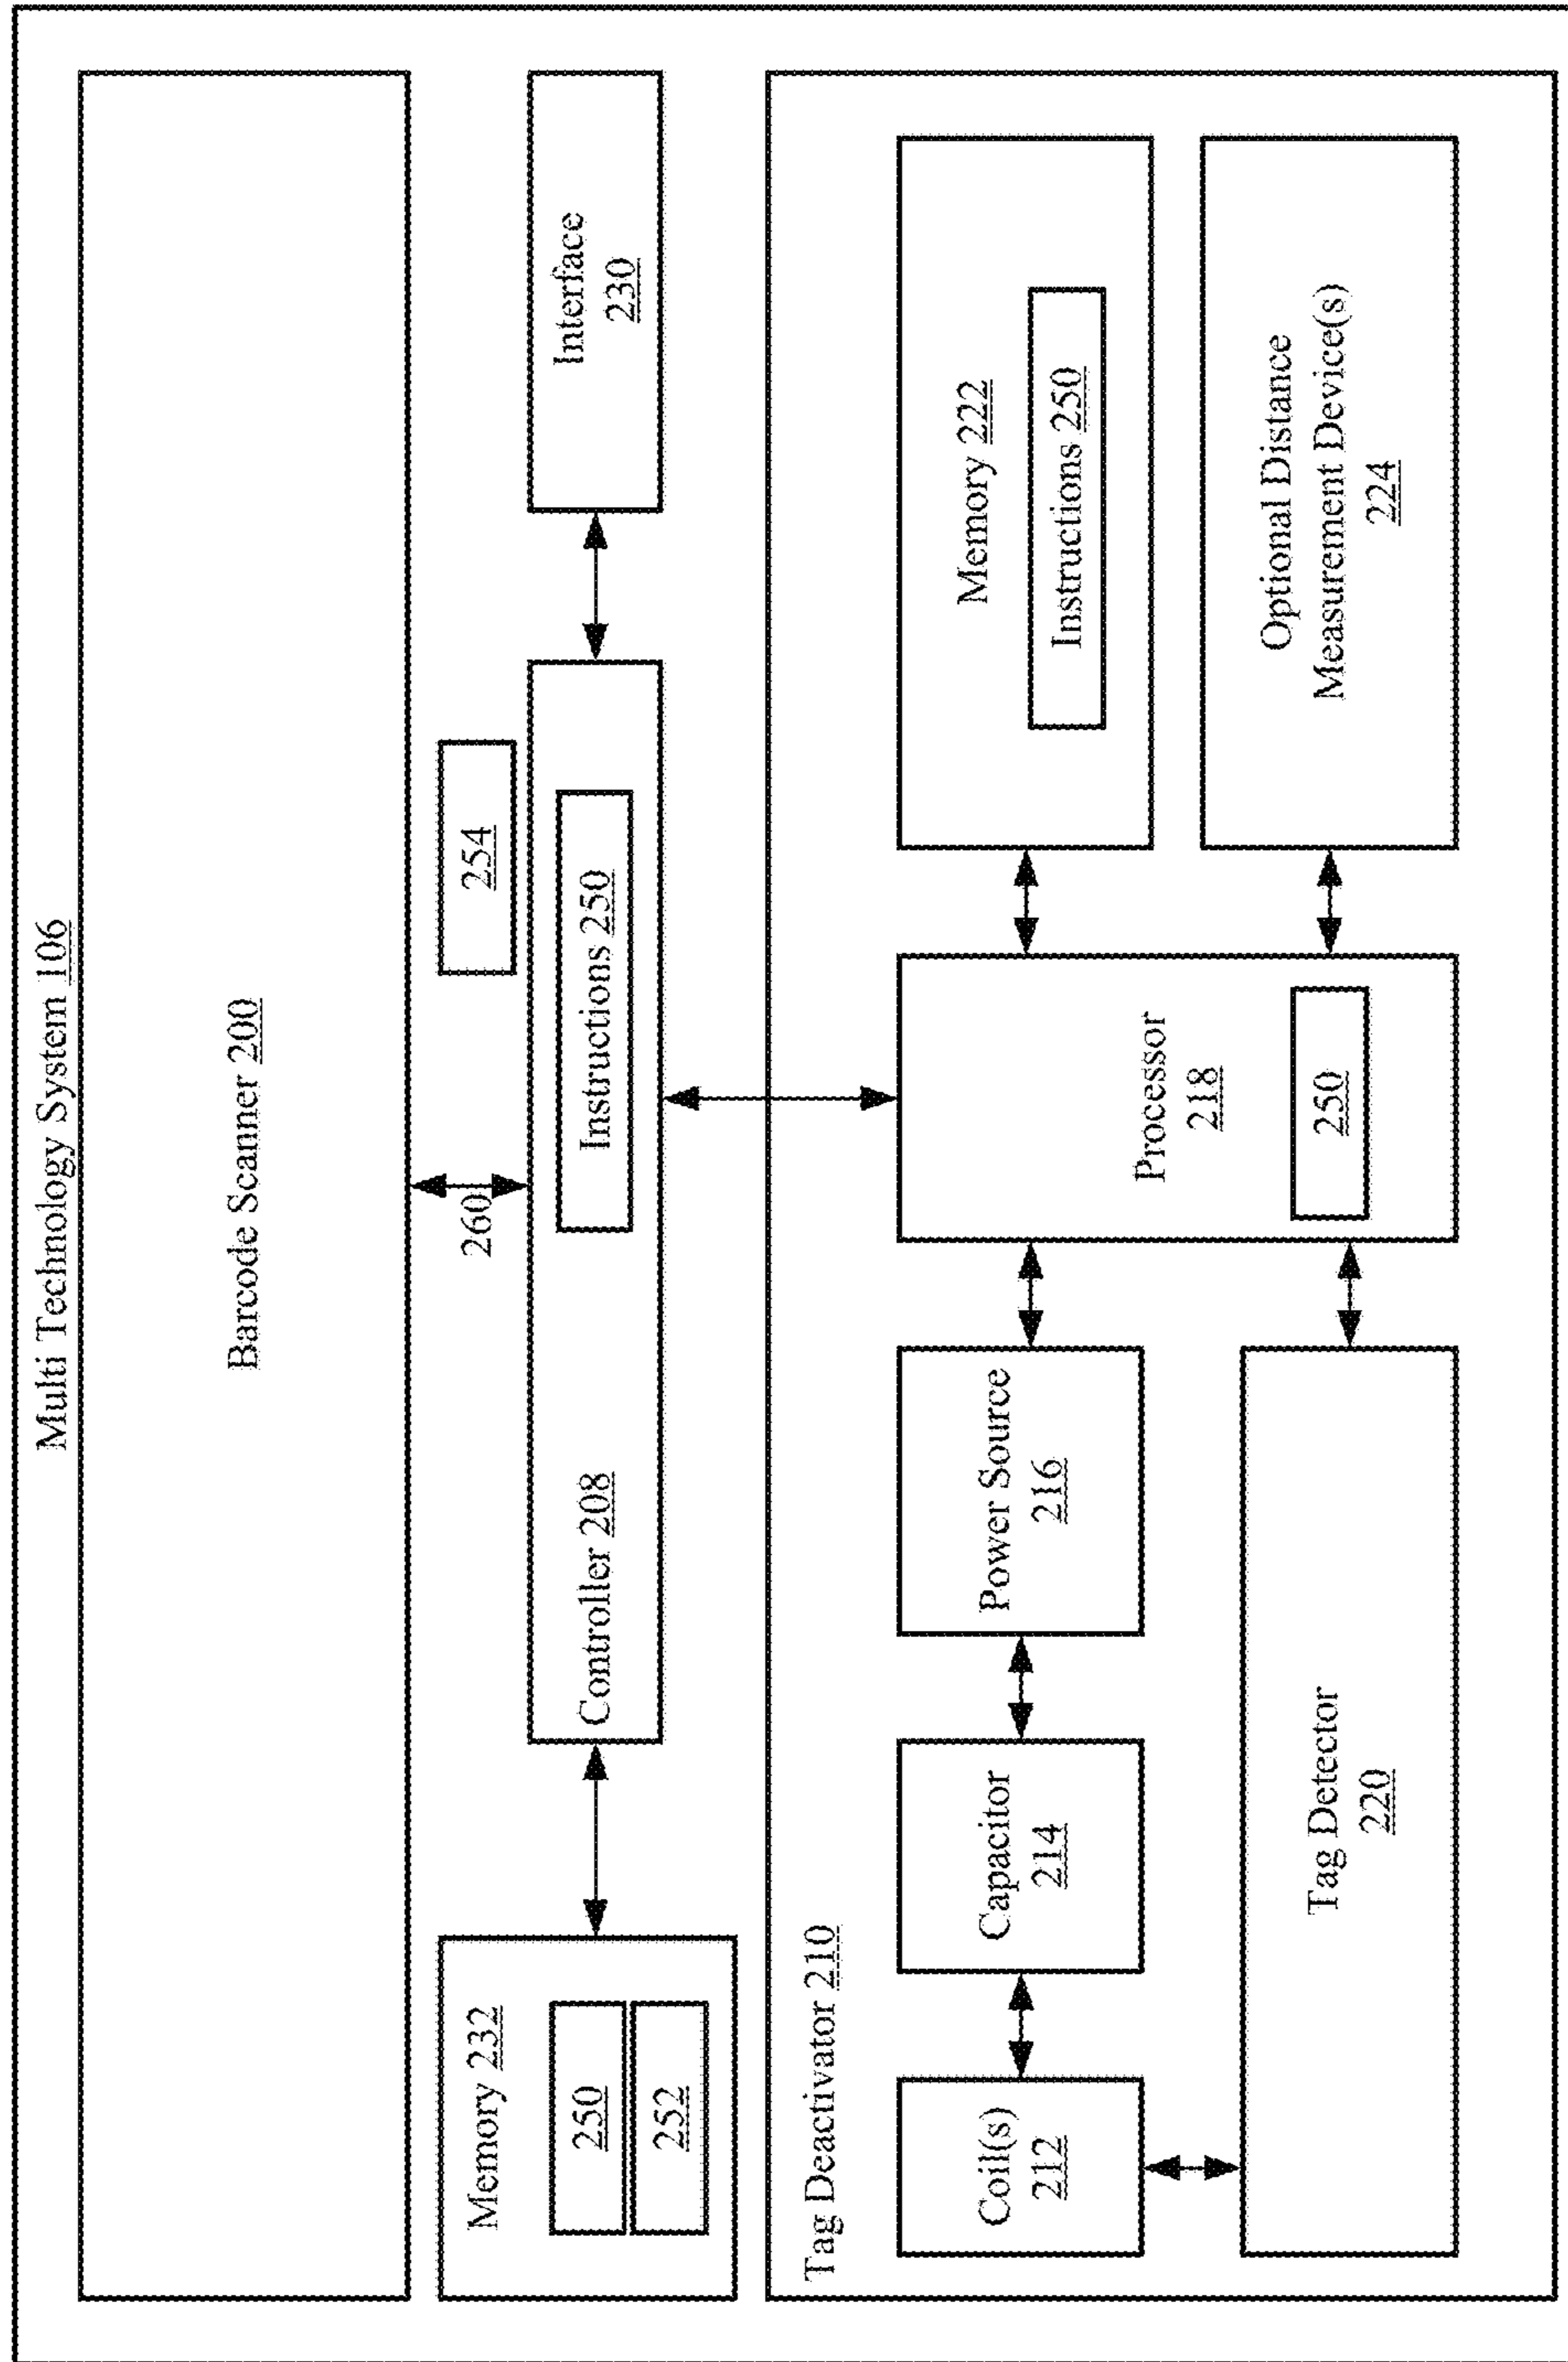 Multi Technology System 106
Barcode Scanner 200
260
254
Memory 232
250
252
Controller 208
Instructions 250
Interface
230
Tag Deactivator 210
Coil(s)
212
Capacitor
214
Power Source
216
Processor
218
250
Memory 222
Instructions 250
Tag Detector
220
Optional Distance
Measurement Device(s)
224